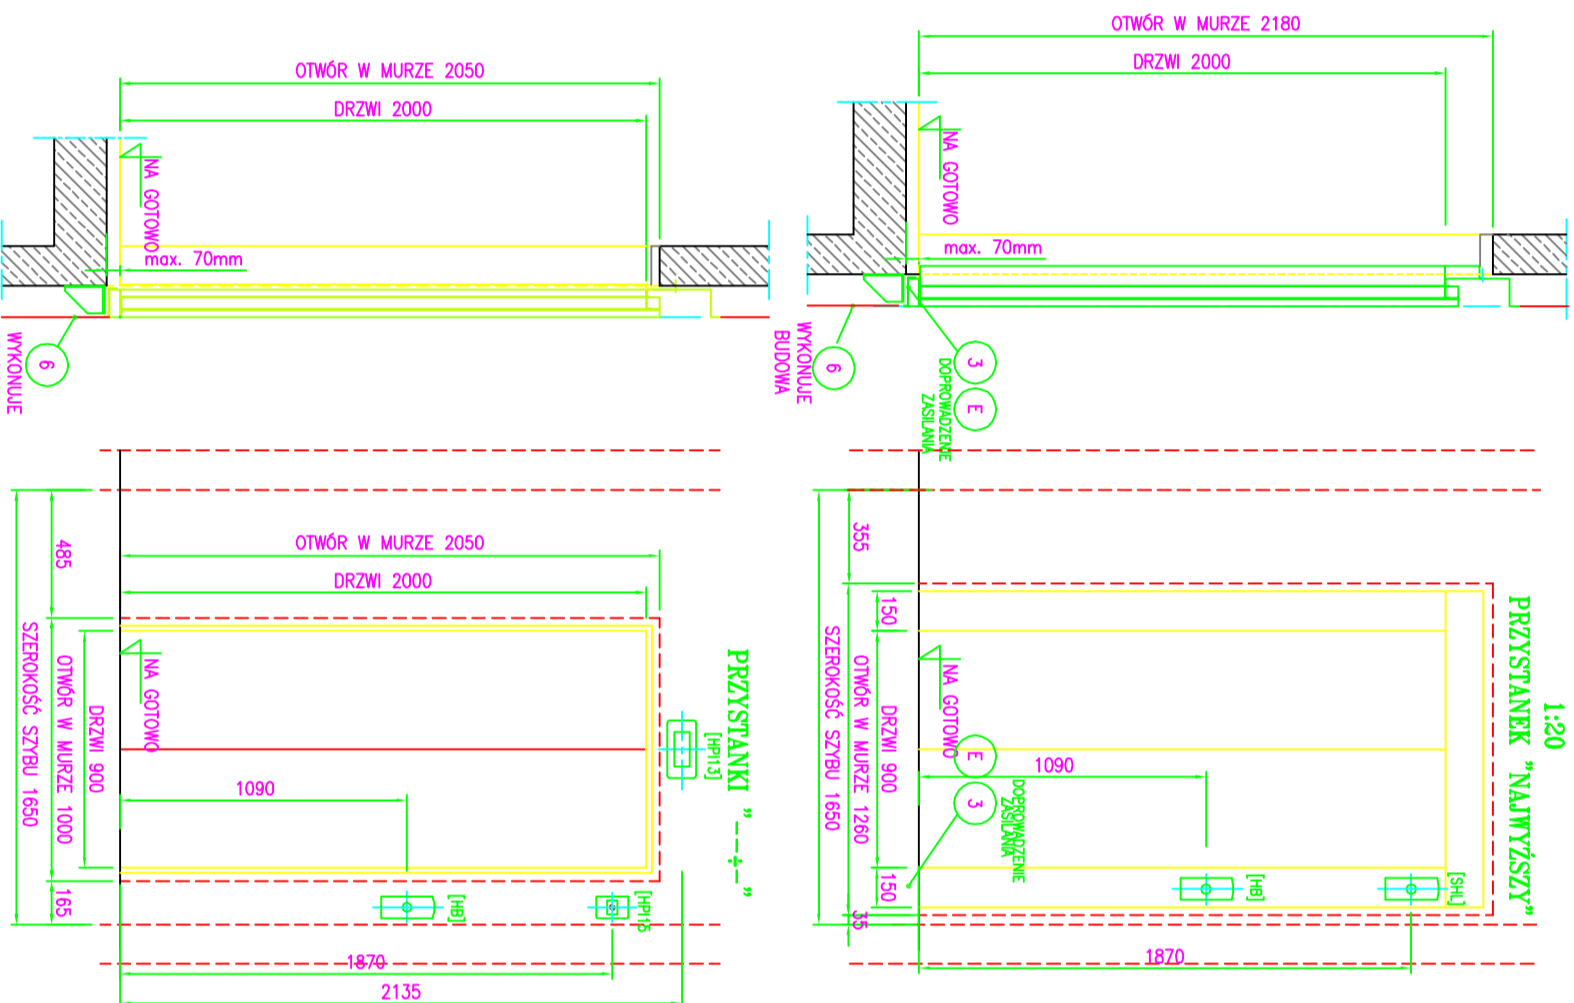 OTWÓR W MURZE 2050
DRZWI 2000
NA GOTOWO
max. 70mm
6
WYKONUJE
OTWÓR W MURZE 2180
DRZWI 2000
NA GOTOWO
max. 70mm
6
WYKONUJE
BUDOWA
3
E
DOPROWADZENIE
ZASILANIA
PRZYSTANKI " --÷-- "
OTWÓR W MURZE 2050
DRZWI 2000
NA GOTOWO
485
165
DRZWI 900
OTWÓR W MURZE 1000
SZEROKOŚĆ SZYBU 1650
1090
1870
2135
[HPI13]
[HB]
[HPI15
1:20
PRZYSTANEK "NAJWYŻSZY"
355
150
DRZWI 900
150
OTWÓR W MURZE 1260
35
SZEROKOŚĆ SZYBU 1650
NA GOTOWO
E
3
DOPROWADZENIE
ZASILANIA
1090
1870
[HB]
[SHL]